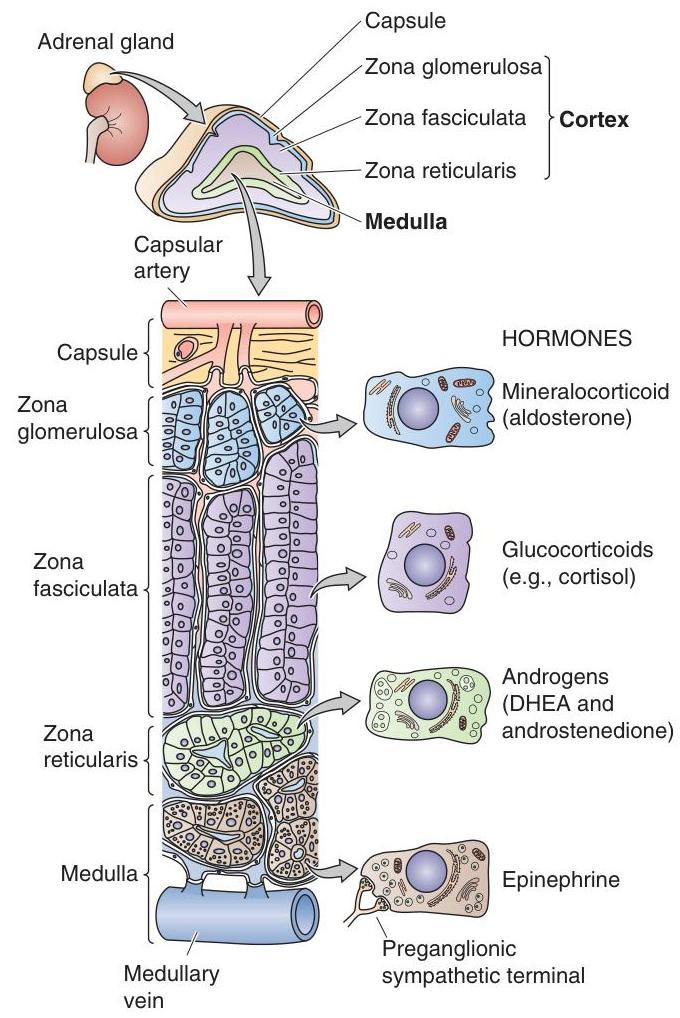 Adrenal gland
Capsule
Zona glomerulosa
Zona fasciculata
Cortex
Zona reticularis
Medulla
Capsular
artery
HORMONES
Capsule
Zona
glomerulosa
Mineralocorticoid
(aldosterone)
Zona
fasciculata
Glucocorticoids
(e.g., cortisol)
Zona
reticularis
Androgens
(DHEA and
androstenedione)
Medulla
Epinephrine
Preganglionic
sympathetic terminal
Medullary
vein